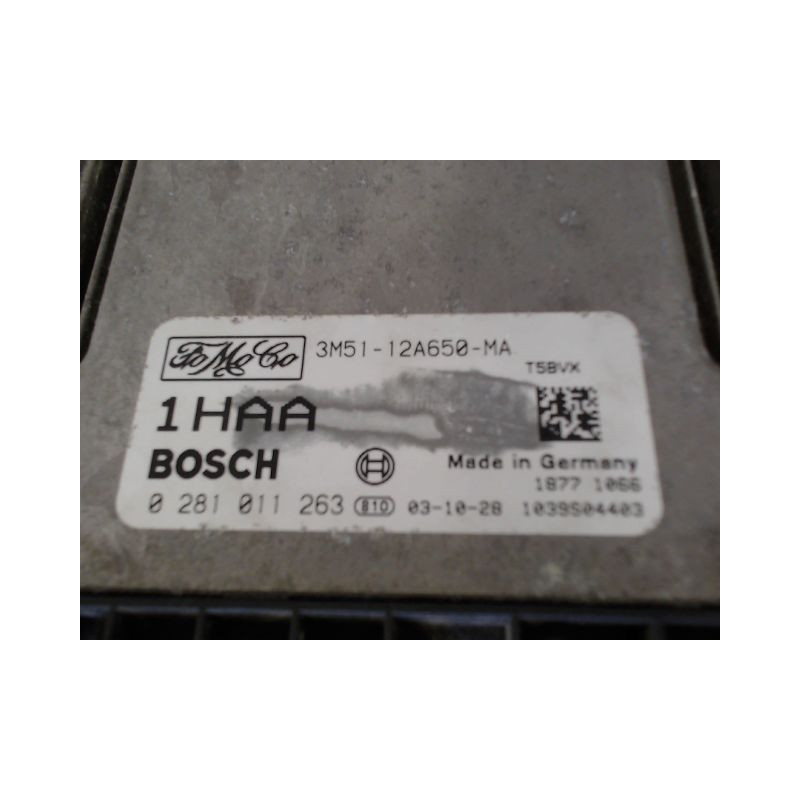 FoMoCo 3M51-12A650-MA
T5BVX
1HAA
BOSCH
Made in Germany
1877 1066
0 281 011 263 810 03-10-28 1039S04403